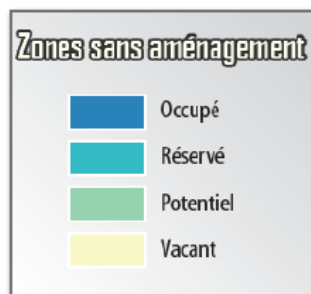 Zones sans aménagement
Occupé
Réservé
Potentiel
Vacant